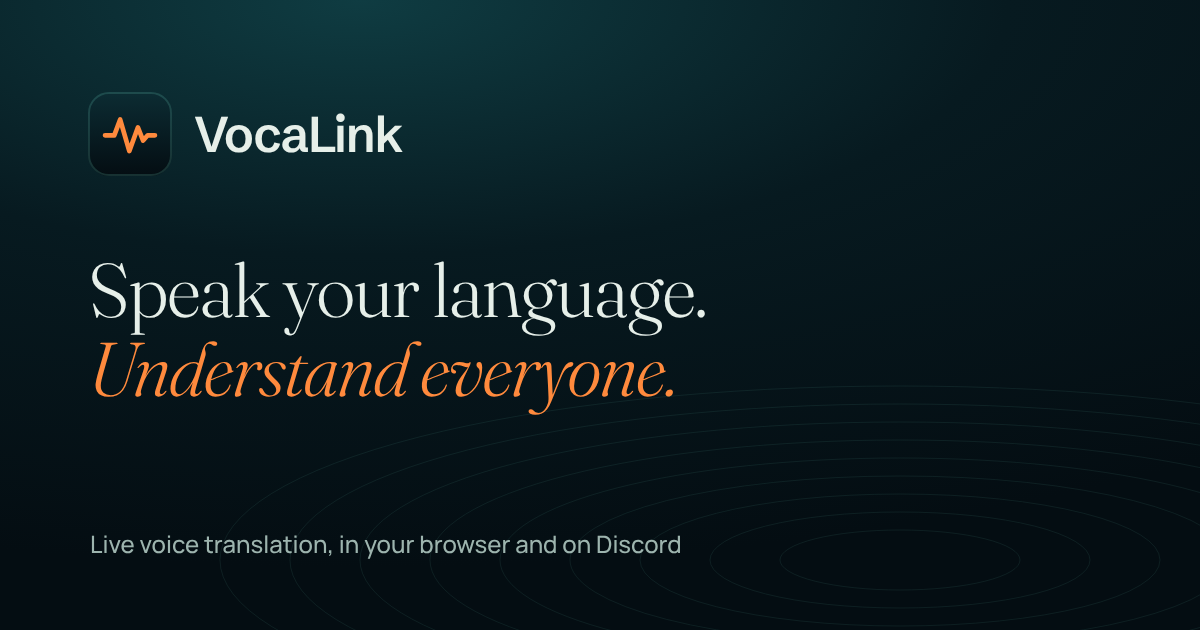 VocaLink
Speak your language.
Understand everyone.
Live voice translation, in your browser and on Discord